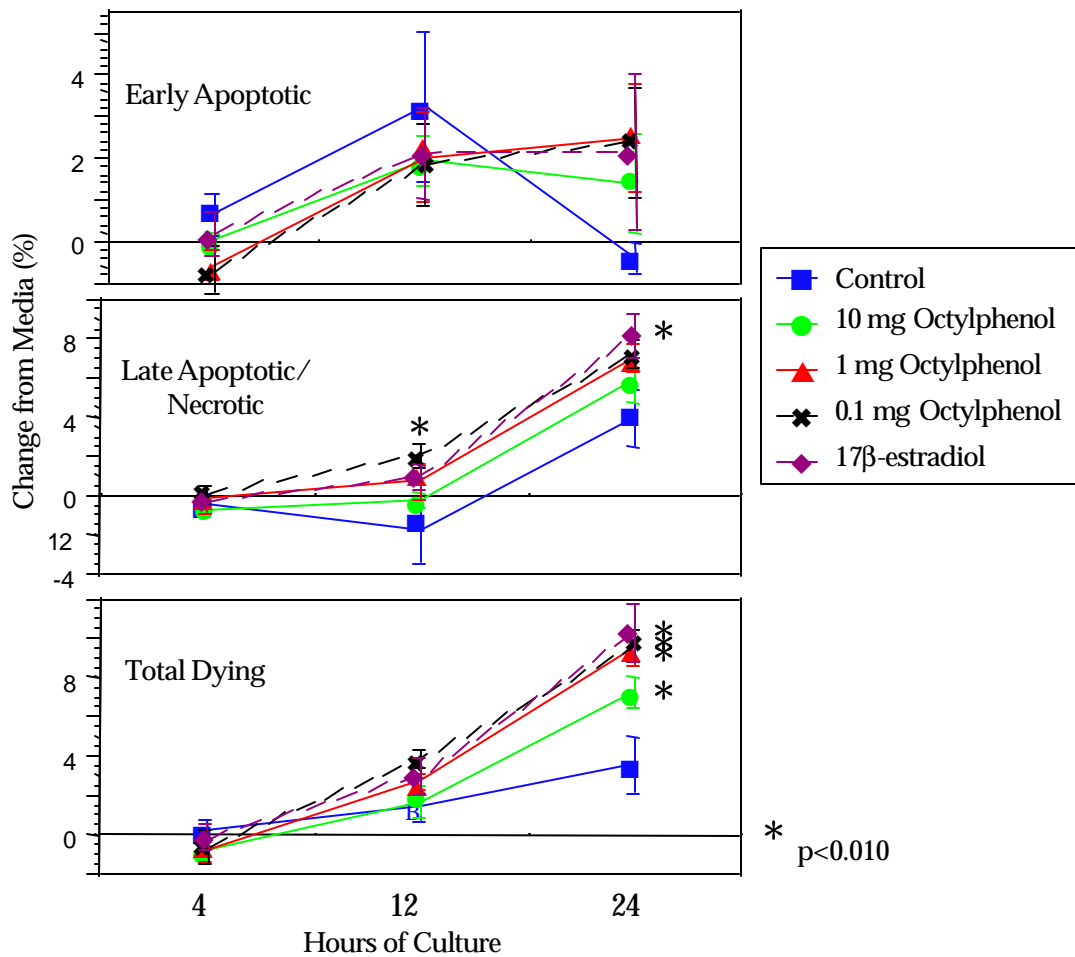 4
2
0
Early Apoptotic
8
4
0
12
-4
Late Apoptotic/
Necrotic
*
*
8
4
0
Total Dying
B
*
*
*
*
4
12
24
Hours of Culture
Change from Media (%)
Control
10 mg Octylphenol
1 mg Octylphenol
0.1 mg Octylphenol
17β-estradiol
*
p<0.010